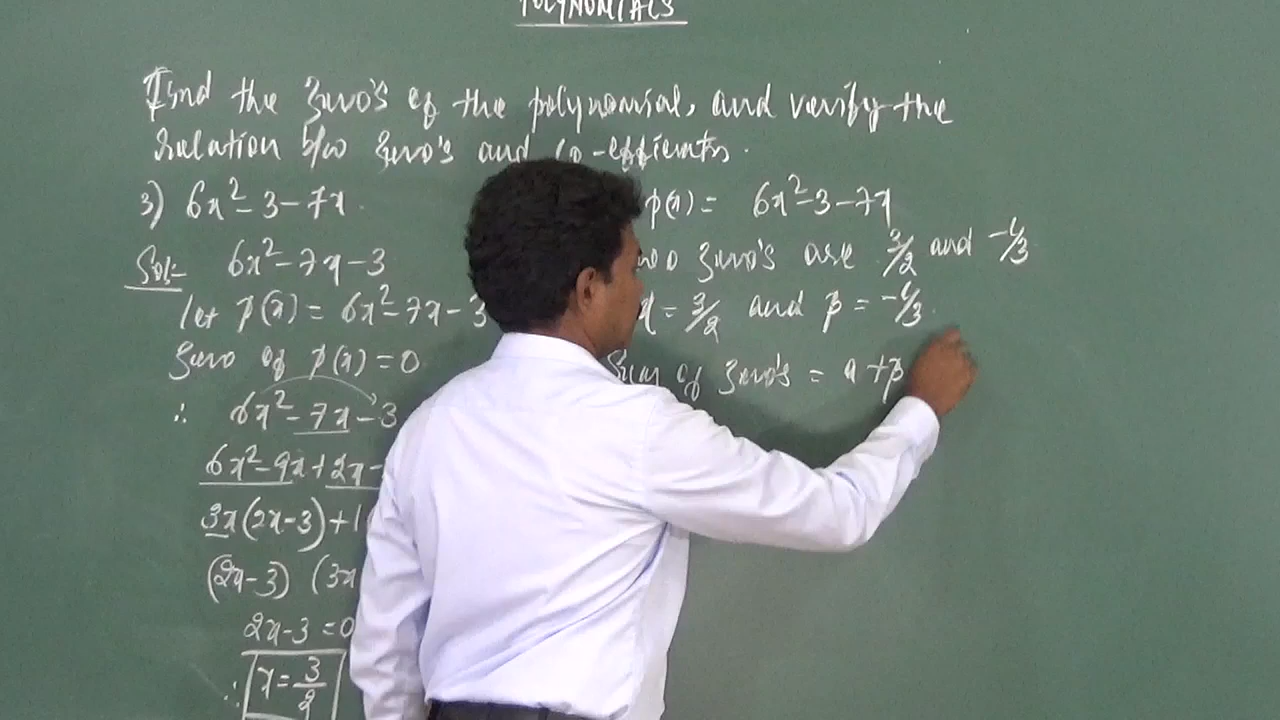 POLYNOMIALS
Find the Zero's of the polynomial, and verify the
Relation b/w Zero's and co-efficients.
3) 6x²-3-7x.
Sol:- 6x²-7x-3
let p(x) = 6x²-7x-3
Zero of p(x) = 0
∴ 6x²-7x-3
6x²-9x+2x-
3x(2x-3)+1
(2x-3) (3x
2x-3=0
∴ x=3/2
p(x) = 6x²-3-7x
Zero's are 3/2 and -1/3
α = 3/2 and β = -1/3.
Sum of Zero's = α+β